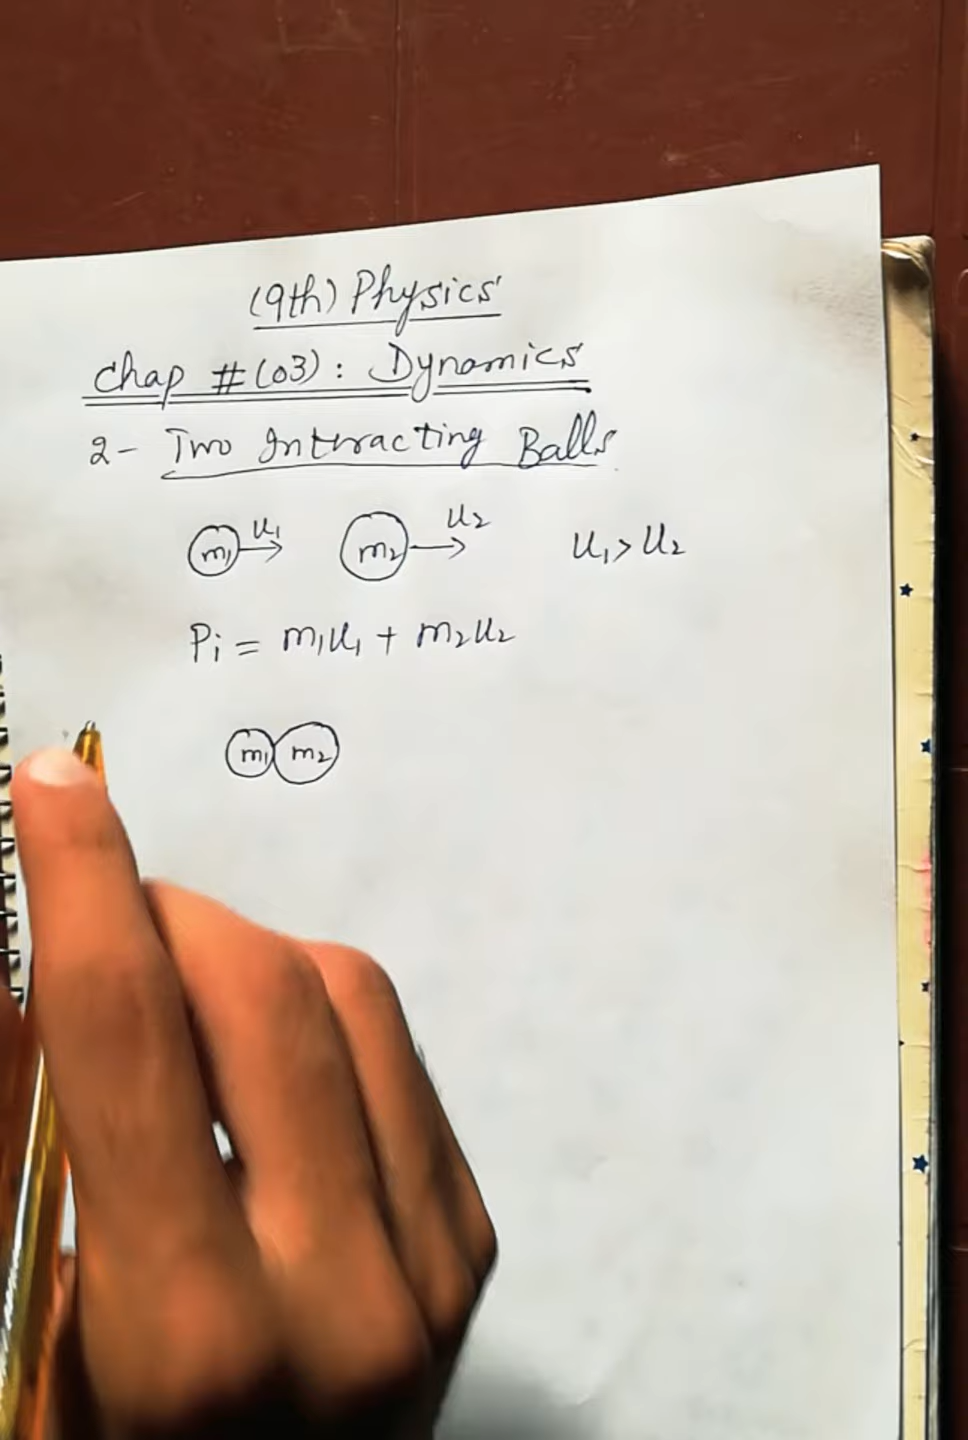 (9th) Physics
Chap # (03): Dynamics
2- Two Interacting Balls
m₁ u₁ m₂ u₂ u₁ > u₂
Pi = m₁u₁ + m₂u₂
m₁ m₂